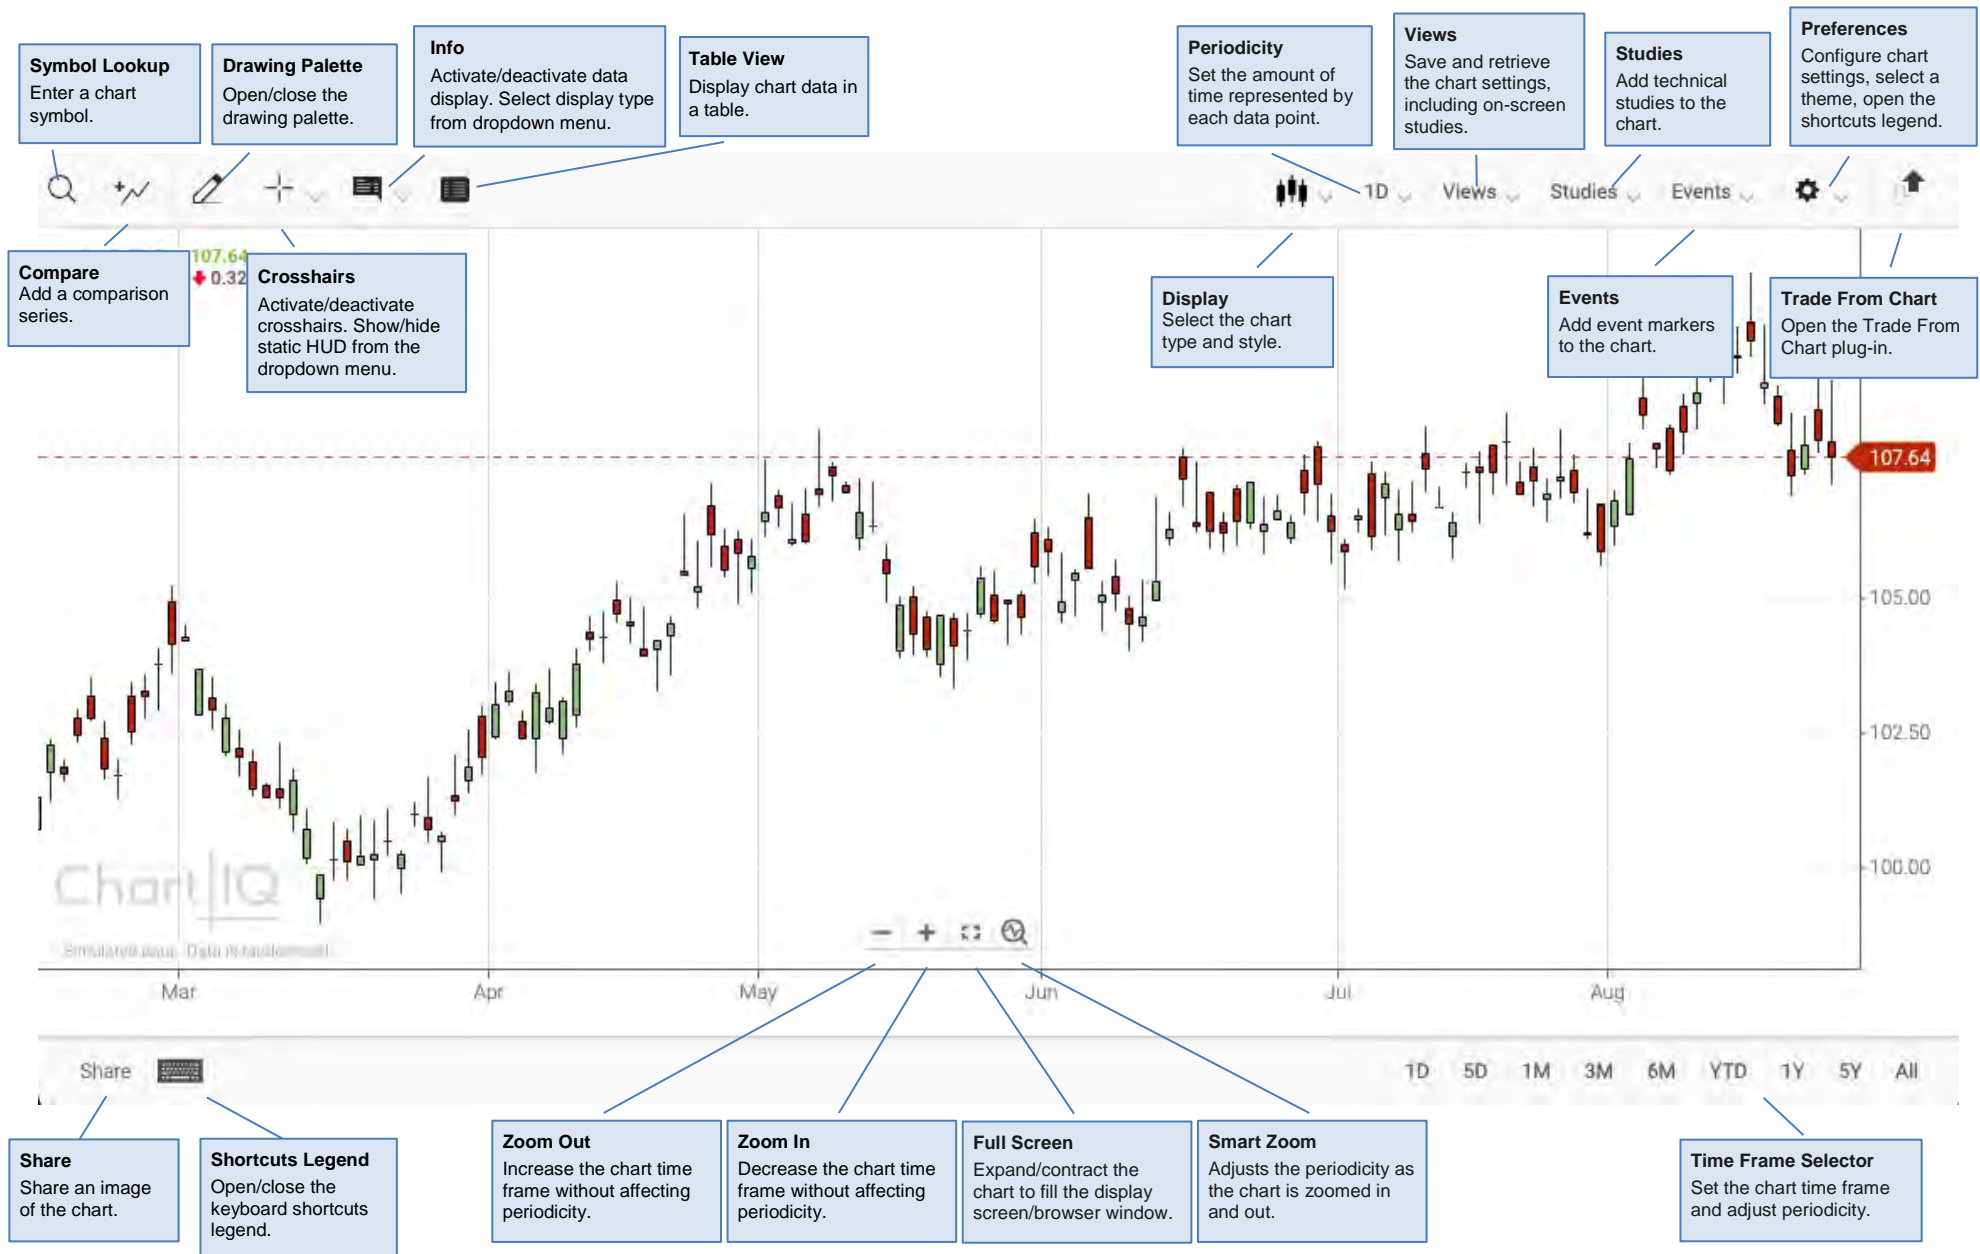 Symbol Lookup
Enter a chart
symbol.
Drawing Palette
Open/close the
drawing palette.
Info
Activate/deactivate data
display. Select display type
from dropdown menu.
Table View
Display chart data in
a table.
Periodicity
Set the amount of
time represented by
each data point.
Views
Save and retrieve
the chart settings,
including on-screen
studies.
Studies
Add technical
studies to the
chart.
Preferences
Configure chart
settings, select a
theme, open the
shortcuts legend.
1D
Views
Studies
Events
107.64
0.32
Compare
Add a comparison
series.
Crosshairs
Activate/deactivate
crosshairs. Show/hide
static HUD from the
dropdown menu.
Display
Select the chart
type and style.
Events
Add event markers
to the chart.
Trade From Chart
Open the Trade From
Chart plug-in.
107.64
105.00
102.50
100.00
Chart IQ
Simulated data. Data is randomized.
Mar
Apr
May
Jun
Jul
Aug
Share
1D 5D 1M 3M 6M YTD 1Y 5Y All
Share
Share an image
of the chart.
Shortcuts Legend
Open/close the
keyboard shortcuts
legend.
Zoom Out
Increase the chart time
frame without affecting
periodicity.
Zoom In
Decrease the chart time
frame without affecting
periodicity.
Full Screen
Expand/contract the
chart to fill the display
screen/browser window.
Smart Zoom
Adjusts the periodicity as
the chart is zoomed in
and out.
Time Frame Selector
Set the chart time frame
and adjust periodicity.